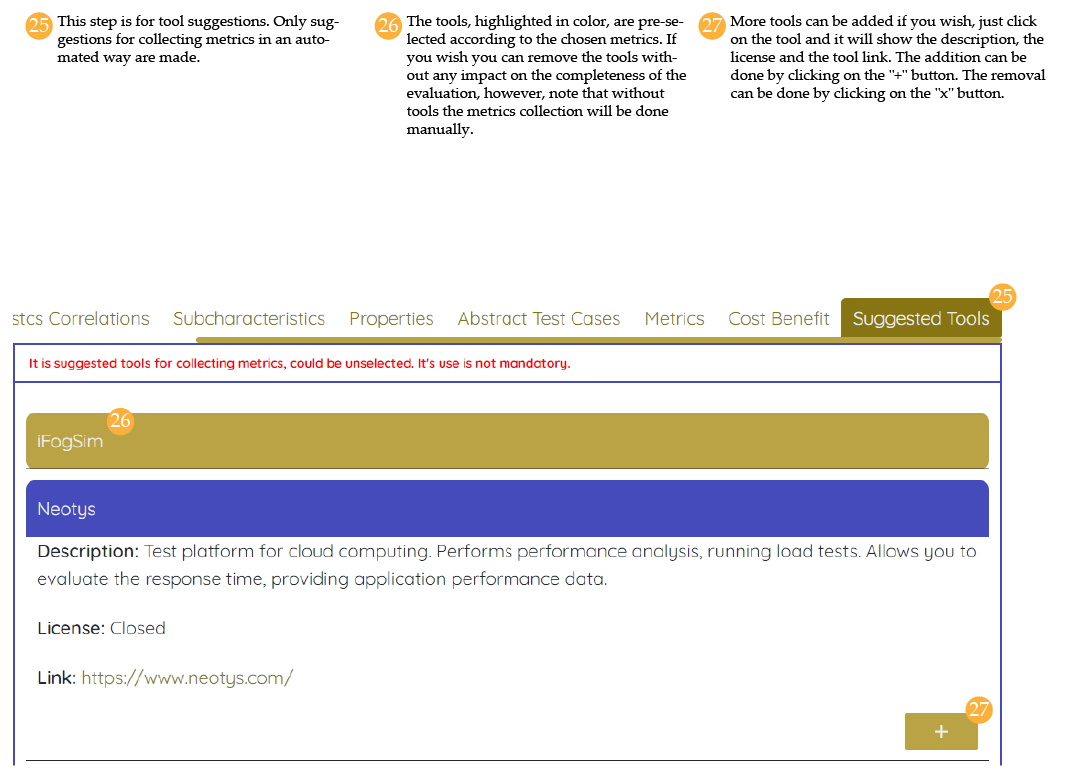 25 This step is for tool suggestions. Only sug-
gestions for collecting metrics in an auto-
mated way are made.
26 The tools, highlighted in color, are pre-se-
lected according to the chosen metrics. If
you wish you can remove the tools with-
out any impact on the completeness of the
evaluation, however, note that without
tools the metrics collection will be done
manually.
27 More tools can be added if you wish, just click
on the tool and it will show the description, the
license and the tool link. The addition can be
done by clicking on the "+" button. The removal
can be done by clicking on the "x" button.
25
stcs Correlations Subcharacteristics Properties Abstract Test Cases Metrics Cost Benefit Suggested Tools
It is suggested tools for collecting metrics, could be unselected. It's use is not mandatory.
26
iFogSim
Neotys
Description: Test platform for cloud computing. Performs performance analysis, running load tests. Allows you to
evaluate the response time, providing application performance data.
License: Closed
Link: https://www.neotys.com/
27
+